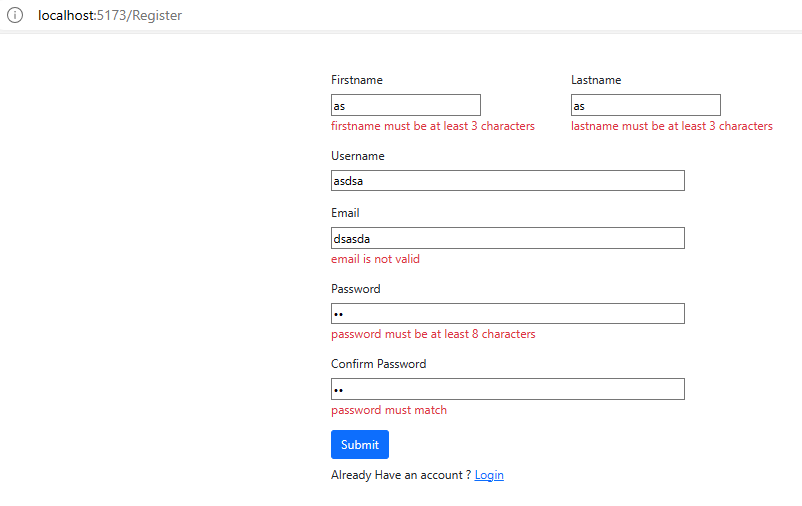 localhost:5173/Register
Firstname Lastname
as as
firstname must be at least 3 characters lastname must be at least 3 characters
Username
asdsa
Email
dsasda
email is not valid
Password
••
password must be at least 8 characters
Confirm Password
••
password must match
Submit
Already Have an account ? Login